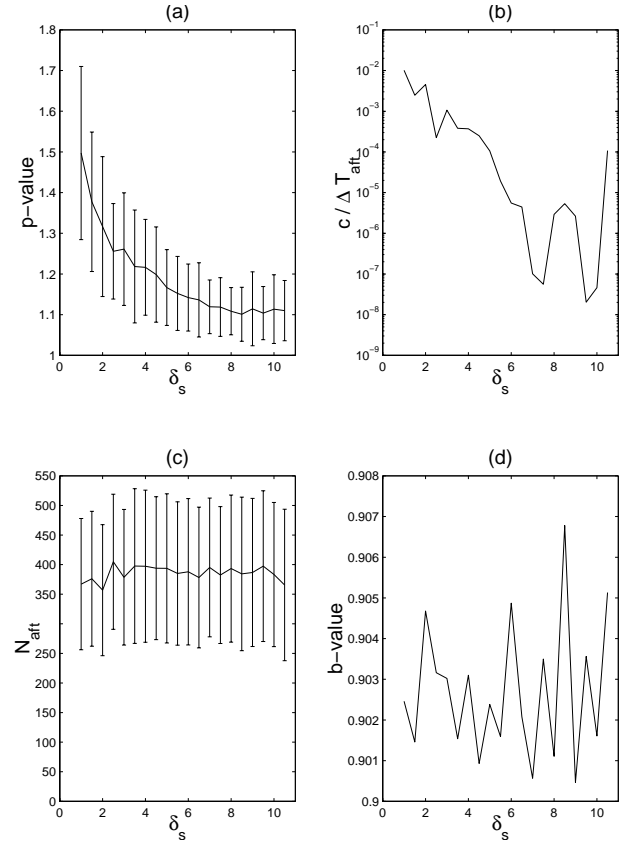 (a)
1.8
1.7
1.6
1.5
1.4
1.3
1.2
1.1
1
p−value
0 2 4 6 8 10
δs
(b)
10−1
10−2
10−3
10−4
10−5
10−6
10−7
10−8
10−9
c / Δ Taft
0 2 4 6 8 10
δs
(c)
550
500
450
400
350
250
200
150
100
50
0
Naft
0 2 4 6 8 10
δs
(d)
0.908
0.907
0.906
0.905
0.904
0.903
0.902
0.901
0.9
b−value
0 2 4 6 8 10
δs